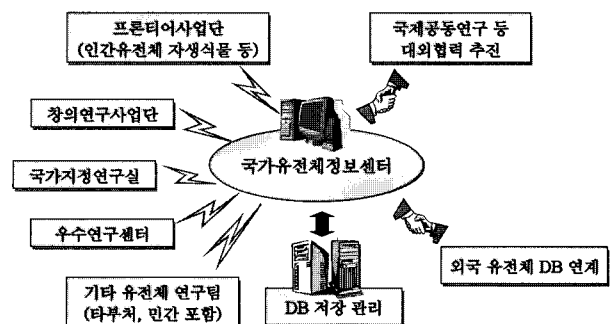 프론티어사업단
(인간유전체 자생식물 등)
국제공동연구 등
대외협력 추진
창의연구사업단
국가유전체정보센터
국가지정연구실
우수연구센터
외국 유전체 DB 연계
기타 유전체 연구팀
(타부처, 민간 포함)
DB 저장 관리